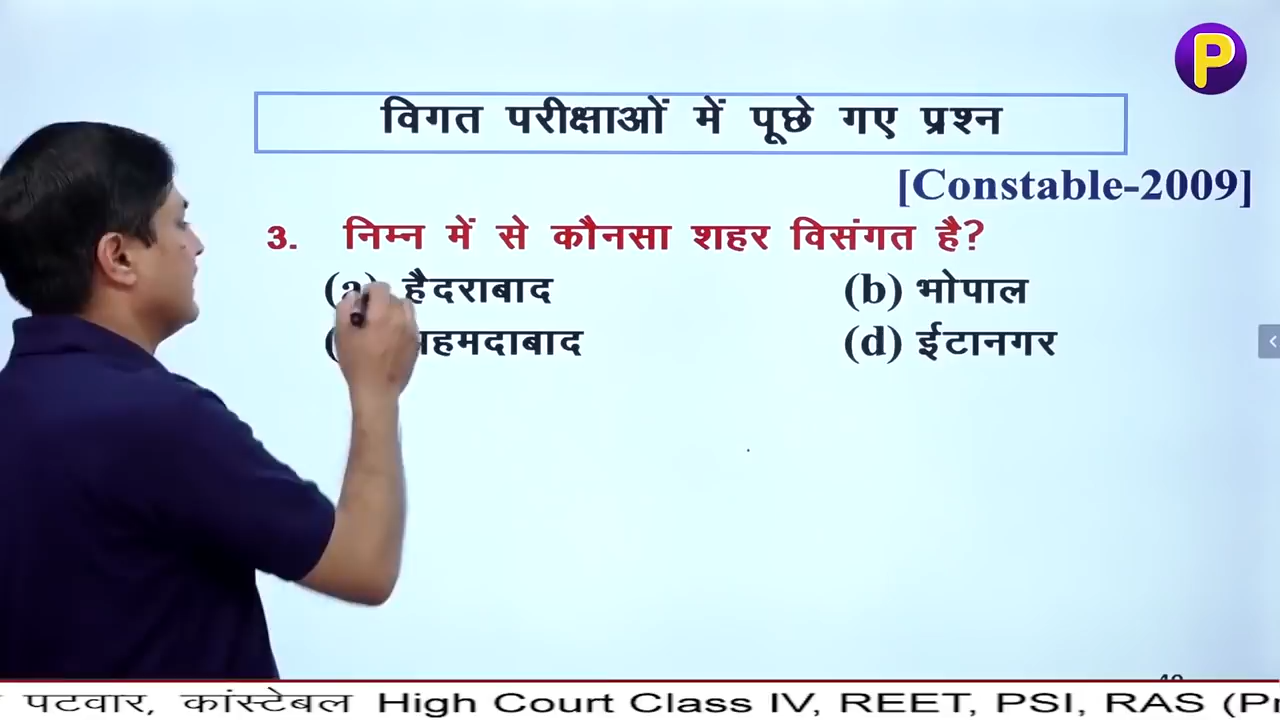 P
विगत परीक्षाओं में पूछे गए प्रश्न
[Constable-2009]
3. निम्न में से कौनसा शहर विसंगत है?
(a) हैदराबाद (b) भोपाल
हमदाबाद (d) ईटानगर
पटवार, कांस्टेबल High Court Class IV, REET, PSI, RAS (Pr